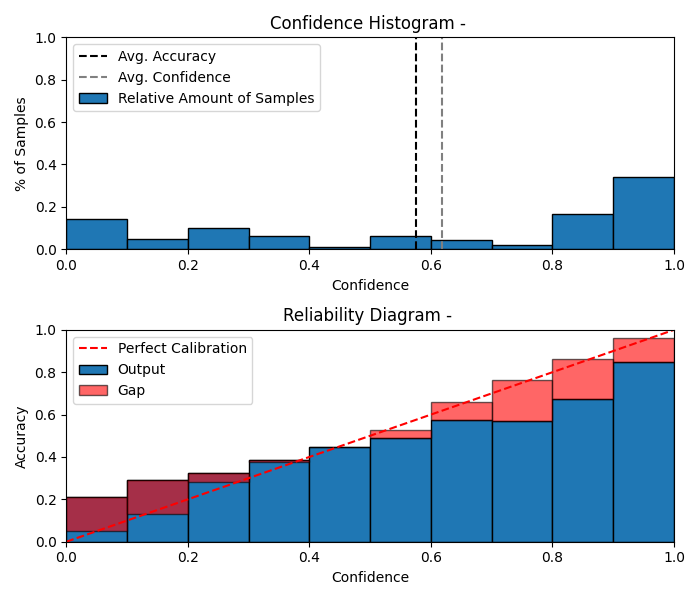 Confidence Histogram -
1.0
0.8
0.6
0.4
0.2
0.0
% of Samples
Avg. Accuracy
Avg. Confidence
Relative Amount of Samples
0.0 0.2 0.4 0.6 0.8 1.0
Confidence
Reliability Diagram -
1.0
0.8
0.6
0.4
0.2
0.0
Accuracy
Perfect Calibration
Output
Gap
0.0 0.2 0.4 0.6 0.8 1.0
Confidence